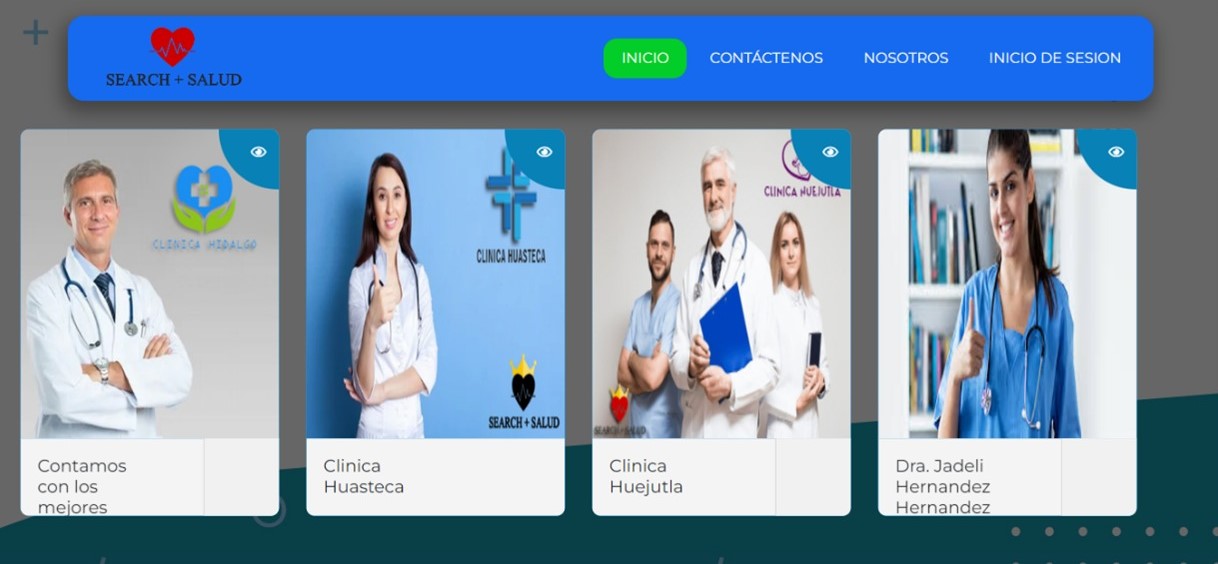 SEARCH + SALUD
INICIO
CONTÁCTENOS
NOSOTROS
INICIO DE SESION
CLINICA HIDALGO
Contamos
con los
mejores
CLINICA HUASTECA
SEARCH + SALUD
Clinica
Huasteca
CLINICA HUEJUTLA
SEARCH + SALUD
Clinica
Huejutla
Dra. Jadeli
Hernandez
Hernandez